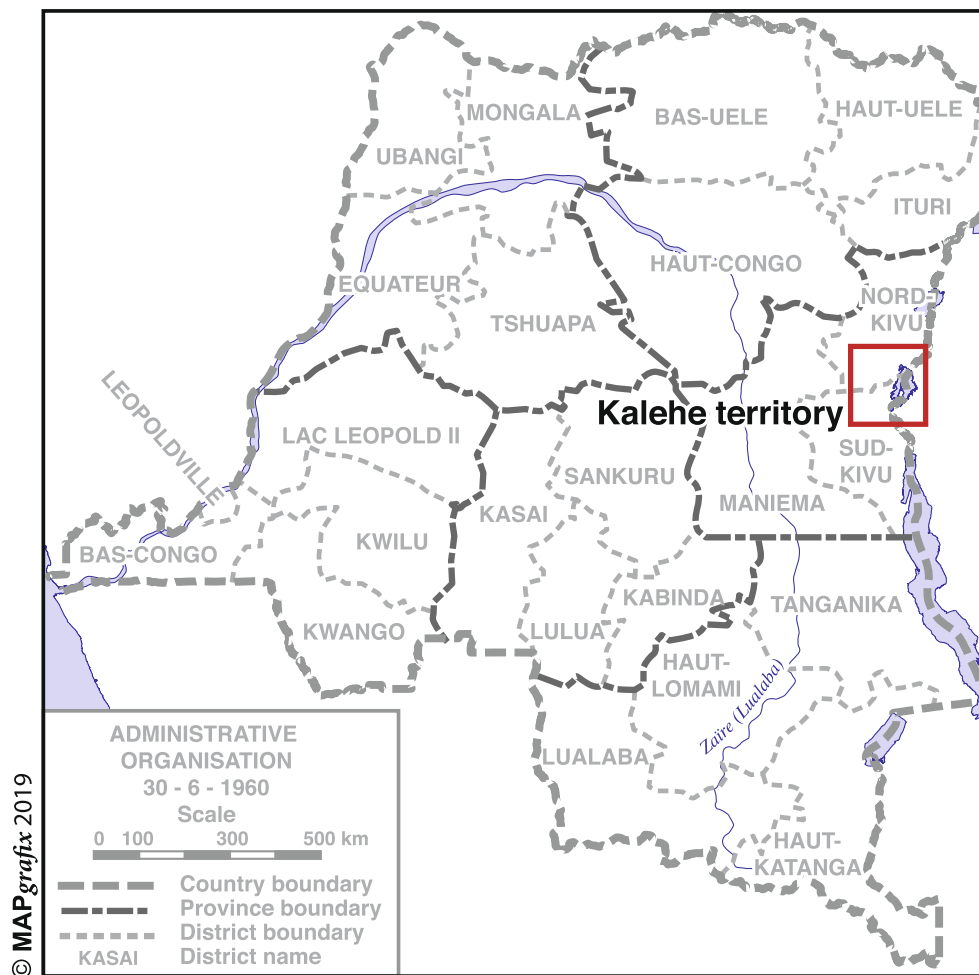 MONGALA
BAS-UELE
HAUT-UELE
UBANGI
ITURI
HAUT-CONGO
EQUATEUR
NORD-
KIVU
TSHUAPA
LEOPOLDVILLE
Kalehe territory
LAC LEOPOLD II
SANKURU
SUD-
KIVU
MANIEMA
KASAI
KWILU
BAS-CONGO
KABINDA
TANGANIKA
KWANGO
LULUA
HAUT-
LOMAMI
Zaïre (Lualaba)
LUALABA
HAUT-
KATANGA
ADMINISTRATIVE
ORGANISATION
30 - 6 - 1960
Scale
0 100 300 500 km
Country boundary
Province boundary
District boundary
KASAI District name
© MAPgrafix 2019